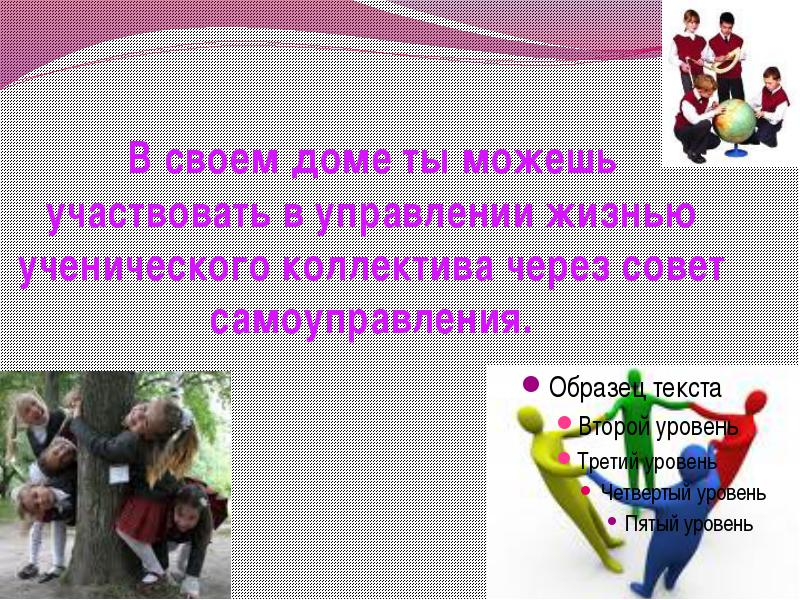 В своем доме ты можешь
участвовать в управлении жизнью
ученического коллектива через совет
самоуправления.
Образец текста
Второй уровень
Третий уровень
Четвертый уровень
Пятый уровень